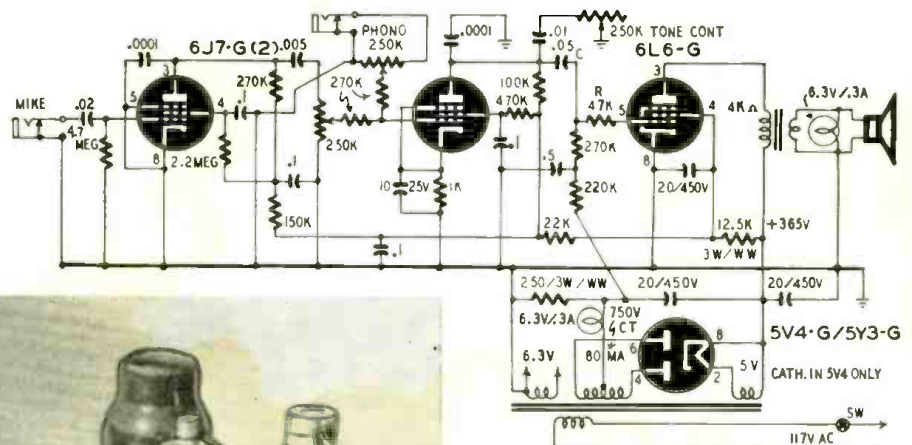 MIKE
.02
4.7 MEG
.0001
6J7-G(2)
.005
270K
5
3
4
8
.1
2.2MEG
.1
150K
.1
PHONO
250K
270K
250K
.0001
10
25V
1K
100K
470K
.1
.01
.05
C
250K TONE CONT
6L6-G
R
47K
3
5
4
8
270K
.5
220K
20/450V
22K
12.5K
3W/WW
+365V
4KΩ
6.3V/.3A
250/3W/WW
20/450V
20/450V
6.3V/.3A
750V
CT
80 MA
6.3V
6
4
8
2
5V
5V4-G/5Y3-G
CATH. IN 5V4 ONLY
SW
117V AC